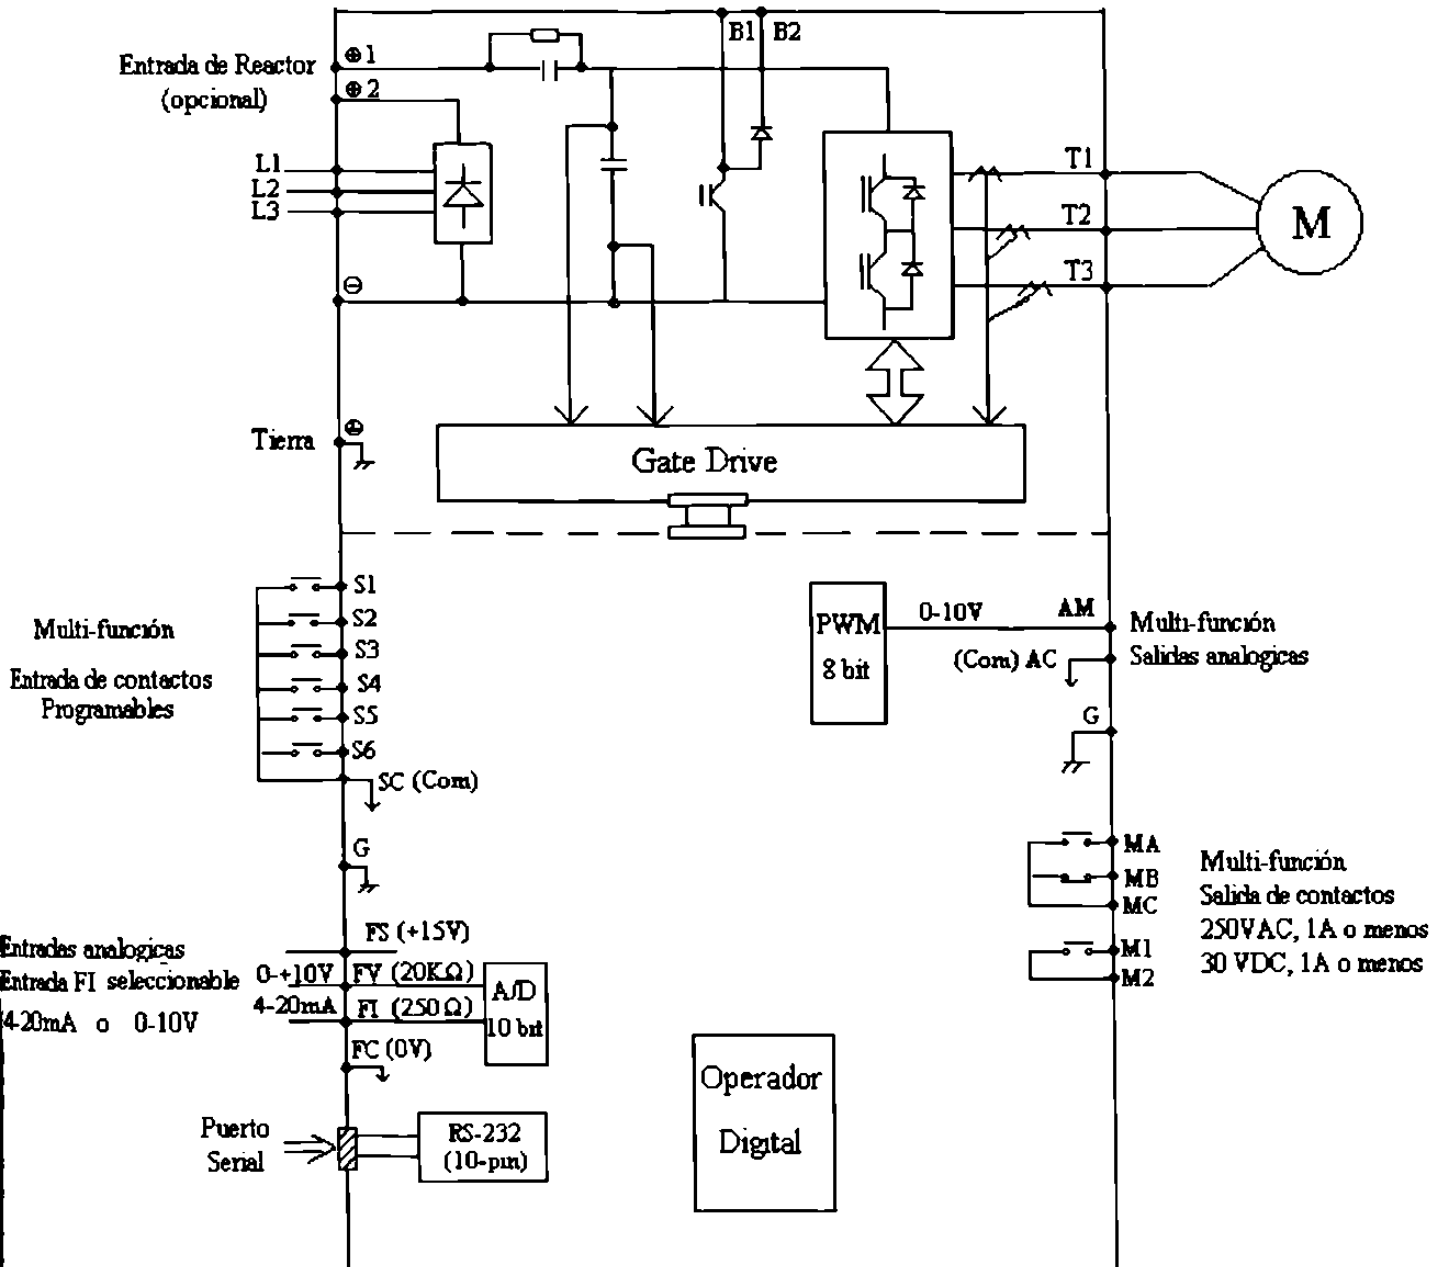 B1 B2
⊕ 1
Entrada de Reactor
(opcional)
⊕ 2
L1
L2
L3
⊖
T1
T2
T3
M
Tierra
Gate Drive
S1
S2
S3
S4
S5
S6
SC (Com)
Multi-función
Entrada de contactos
Programables
PWM
8 bit
0-10V
AM
(Com) AC
Multi-función
Salidas analogicas
G
G
MA
MB
MC
M1
M2
Multi-función
Salida de contactos
250VAC, 1A o menos
30 VDC, 1A o menos
Entradas analogicas
Entrada FI seleccionable
4-20mA o 0-10V
FS (+15V)
0-+10V FV (20KΩ)
4-20mA FI (250Ω)
A/D
10 bit
FC (0V)
Puerto
Serial
RS-232
(10-pin)
Operador
Digital